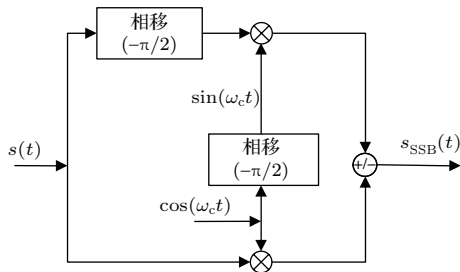 相移
(−π/2)
sin(ω_c t)
s(t)
相移
(−π/2)
+/−
s_SSB(t)
cos(ω_c t)